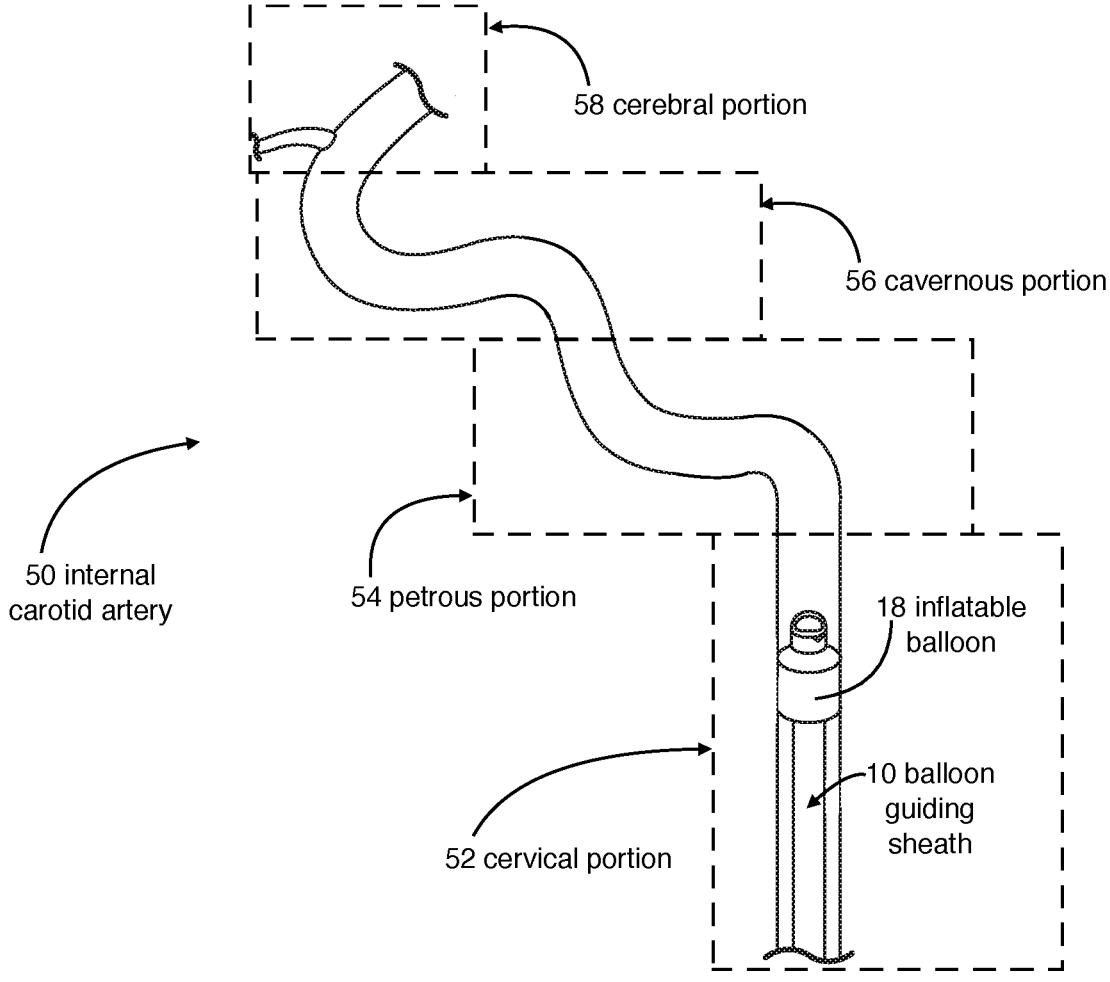 58 cerebral portion
56 cavernous portion
50 internal
carotid artery
54 petrous portion
18 inflatable
balloon
10 balloon
guiding
sheath
52 cervical portion